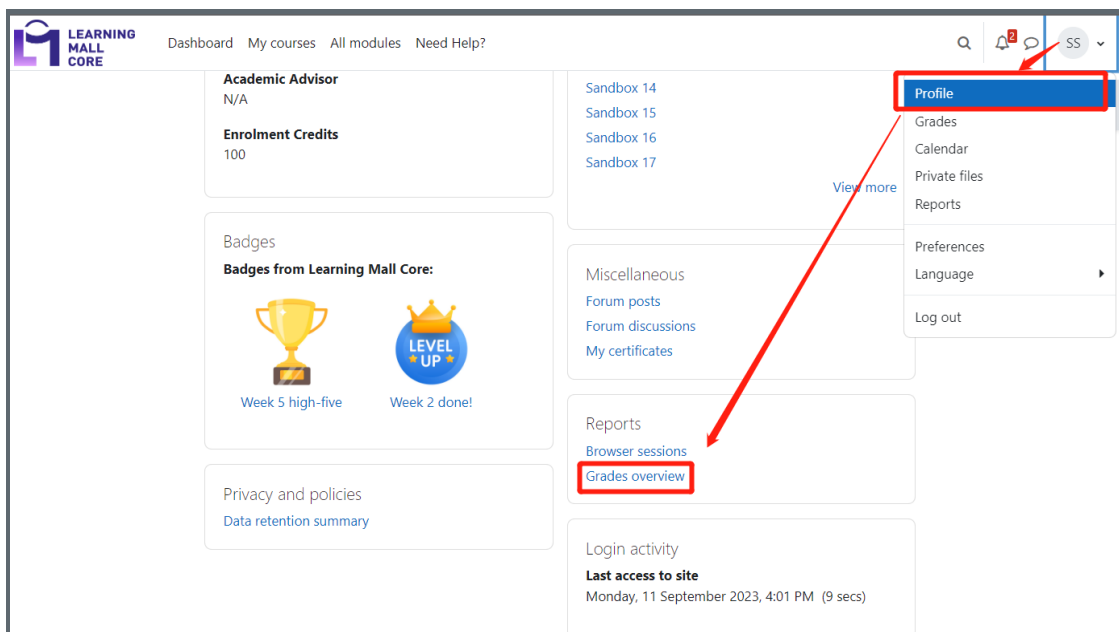 LEARNING
MALL
CORE
Dashboard My courses All modules Need Help?
2
SS
Academic Advisor
N/A
Enrolment Credits
100
Badges
Badges from Learning Mall Core:
LEVEL
UP
Week 5 high-five Week 2 done!
Privacy and policies
Data retention summary
Sandbox 14
Sandbox 15
Sandbox 16
Sandbox 17
View more
Miscellaneous
Forum posts
Forum discussions
My certificates
Reports
Browser sessions
Grades overview
Login activity
Last access to site
Monday, 11 September 2023, 4:01 PM (9 secs)
Profile
Grades
Calendar
Private files
Reports
Preferences
Language
Log out